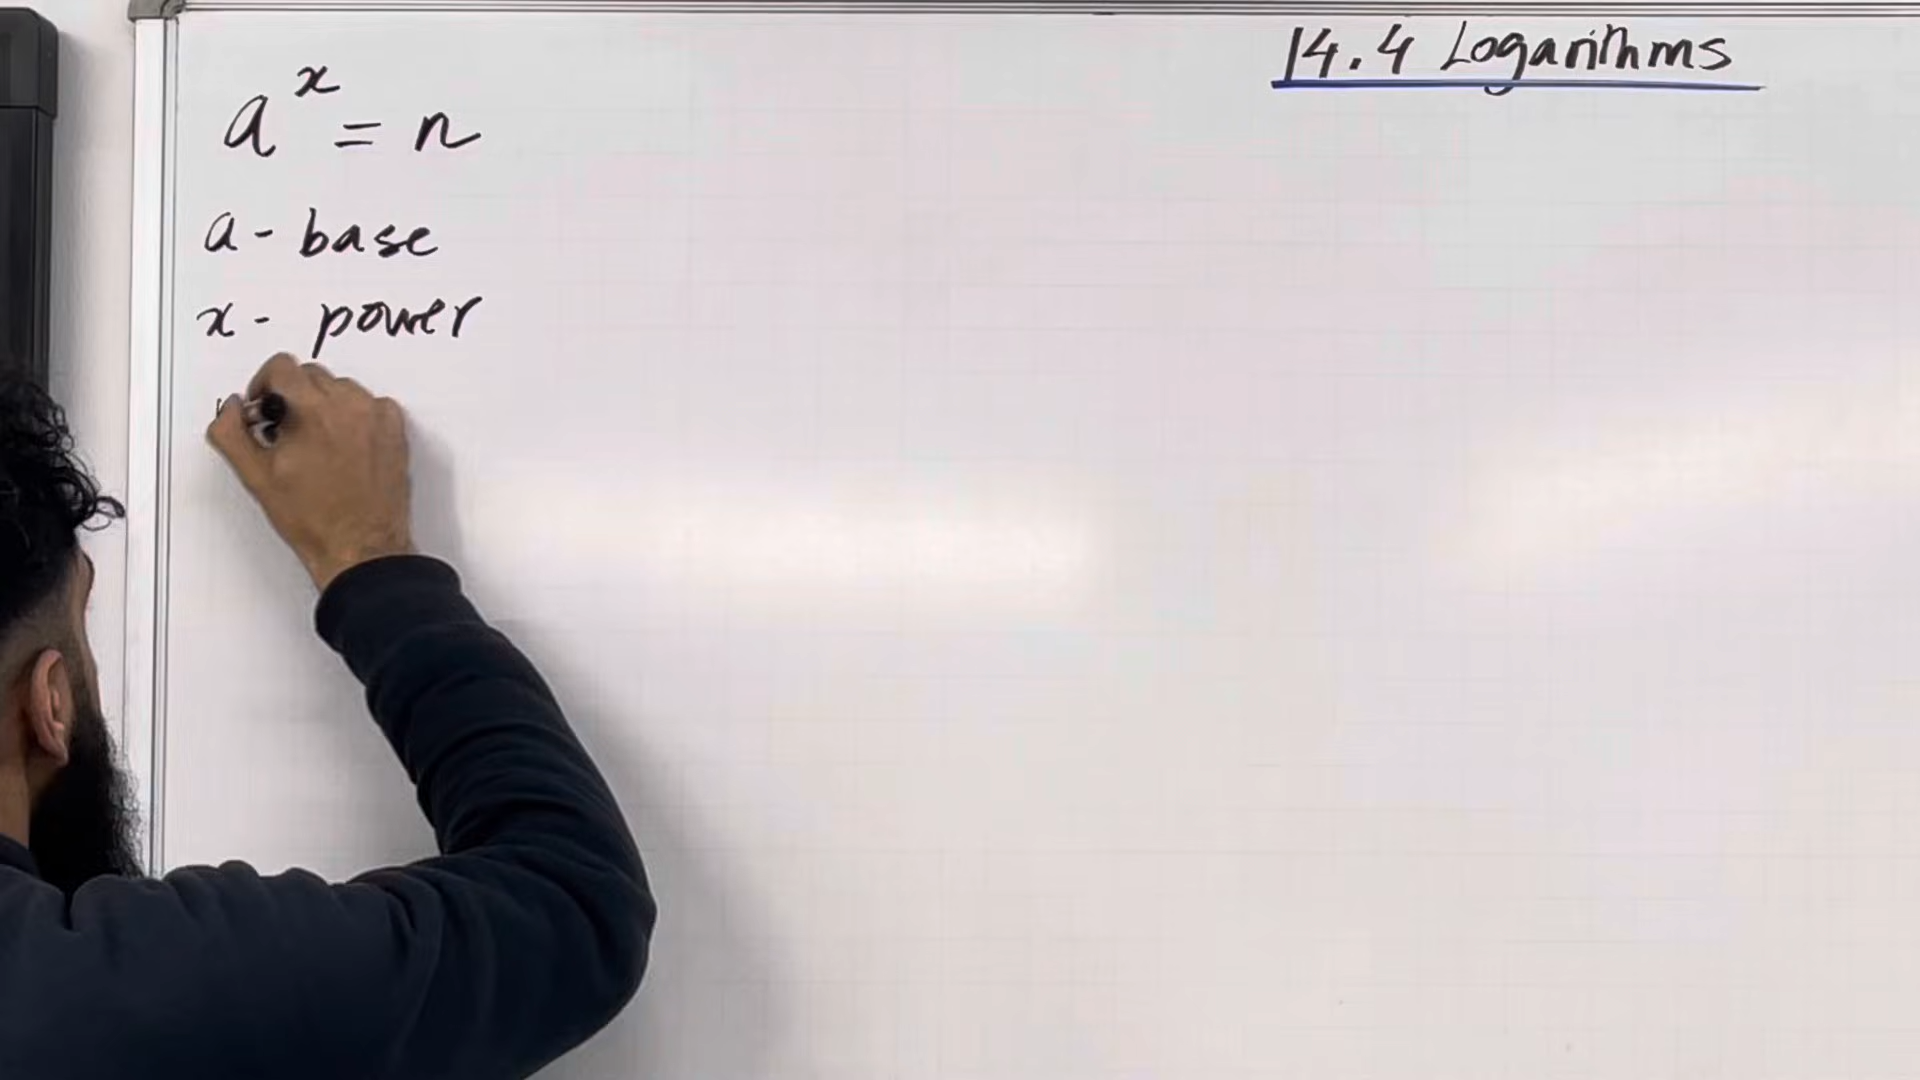 14.4 Logarithms
a^x = n
a - base
x - power